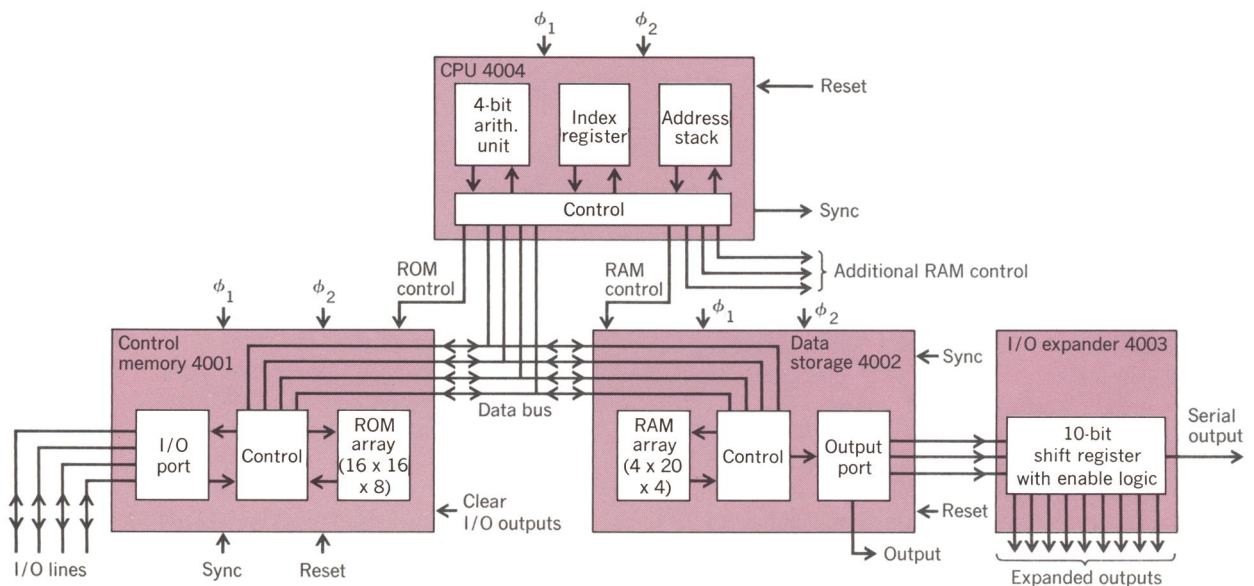 ϕ1
ϕ2
CPU 4004
Reset
4-bit
arith.
unit
Index
register
Address
stack
Control
Sync
ROM
control
RAM
control
Additional RAM control
ϕ1
ϕ2
ϕ1
ϕ2
Control
memory 4001
Data
storage 4002
Sync
I/O expander 4003
Data bus
I/O
port
Control
ROM
array
(16 x 16
x 8)
RAM
array
(4 x 20
x 4)
Control
Output
port
10-bit
shift register
with enable logic
Serial
output
Clear
I/O outputs
Reset
I/O lines
Sync
Reset
Output
Expanded outputs